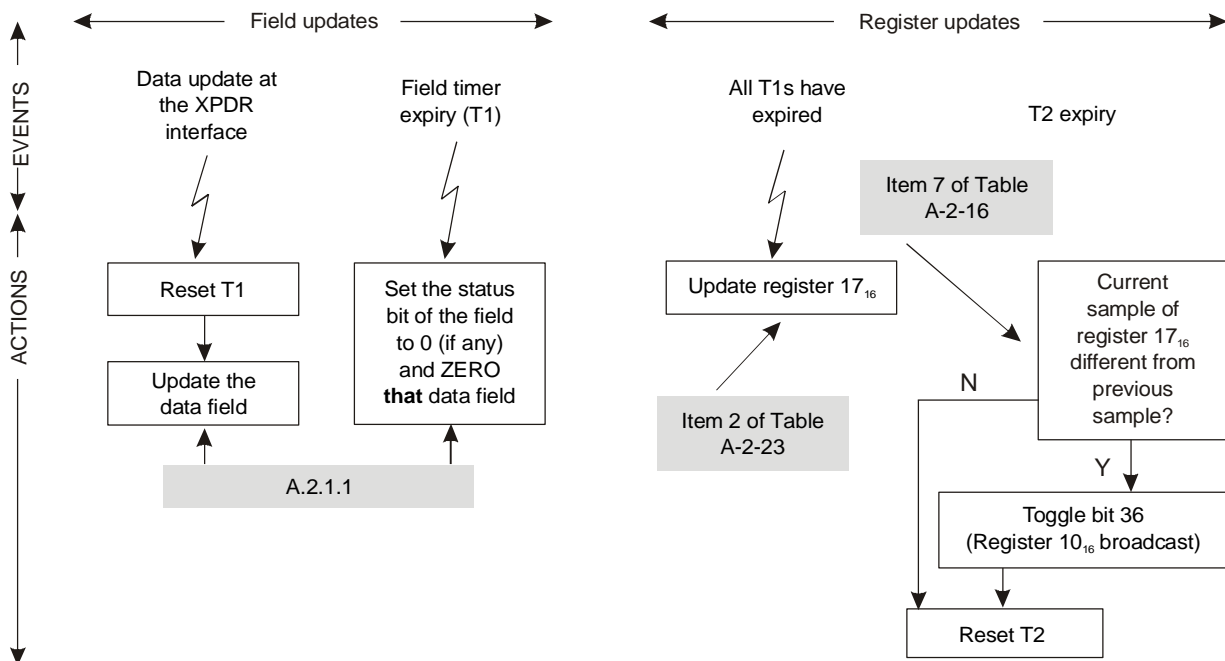 Field updates
Register updates
EVENTS
Data update at
the XPDR
interface
Field timer
expiry (T1)
All T1s have
expired
T2 expiry
Item 7 of Table
A-2-16
ACTIONS
Reset T1
Update the
data field
Set the status
bit of the field
to 0 (if any)
and ZERO
that data field
A.2.1.1
Update register 17₁₆
Item 2 of Table
A-2-23
Current
sample of
register 17₁₆
different from
previous
sample?
N
Y
Toggle bit 36
(Register 10₁₆ broadcast)
Reset T2